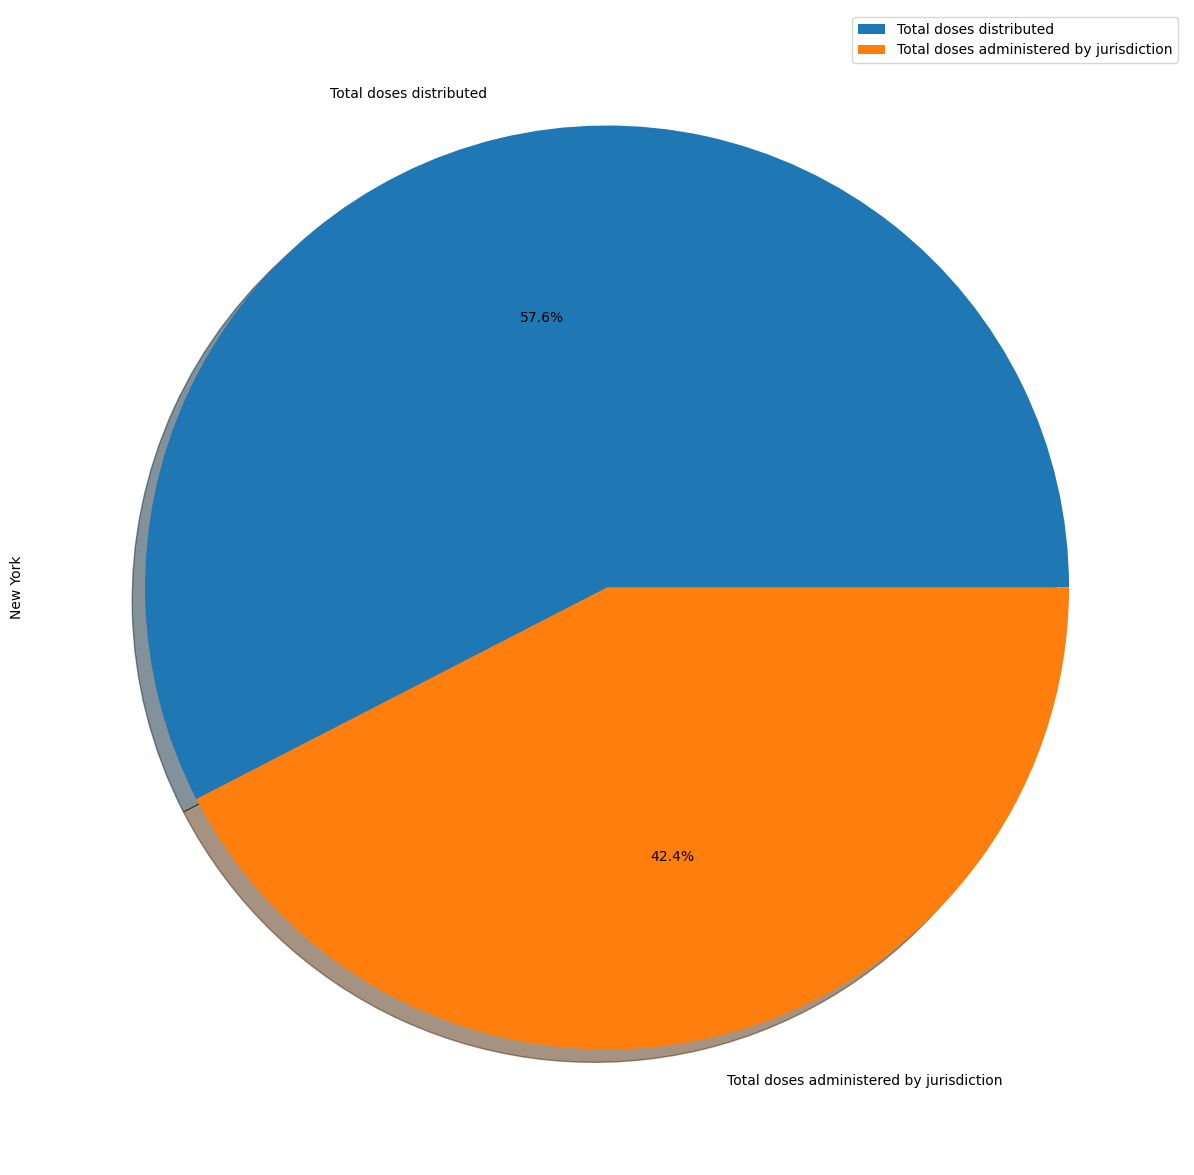 Total doses distributed
Total doses administered by jurisdiction
Total doses distributed
57.6%
New York
42.4%
Total doses administered by jurisdiction